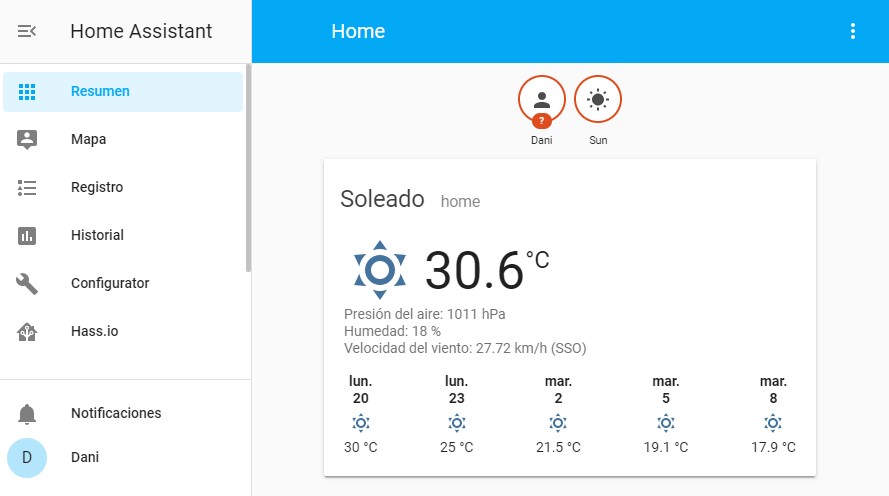 Home Assistant
Home
Resumen
Mapa
Registro
Historial
Configurator
Hass.io
Notificaciones
D
Dani
?
Dani
Sun
Soleado home
30.6 °C
Presión del aire: 1011 hPa
Humedad: 18 %
Velocidad del viento: 27.72 km/h (SSO)
lun. lun. mar. mar. mar.
20 23 2 5 8
30 °C 25 °C 21.5 °C 19.1 °C 17.9 °C